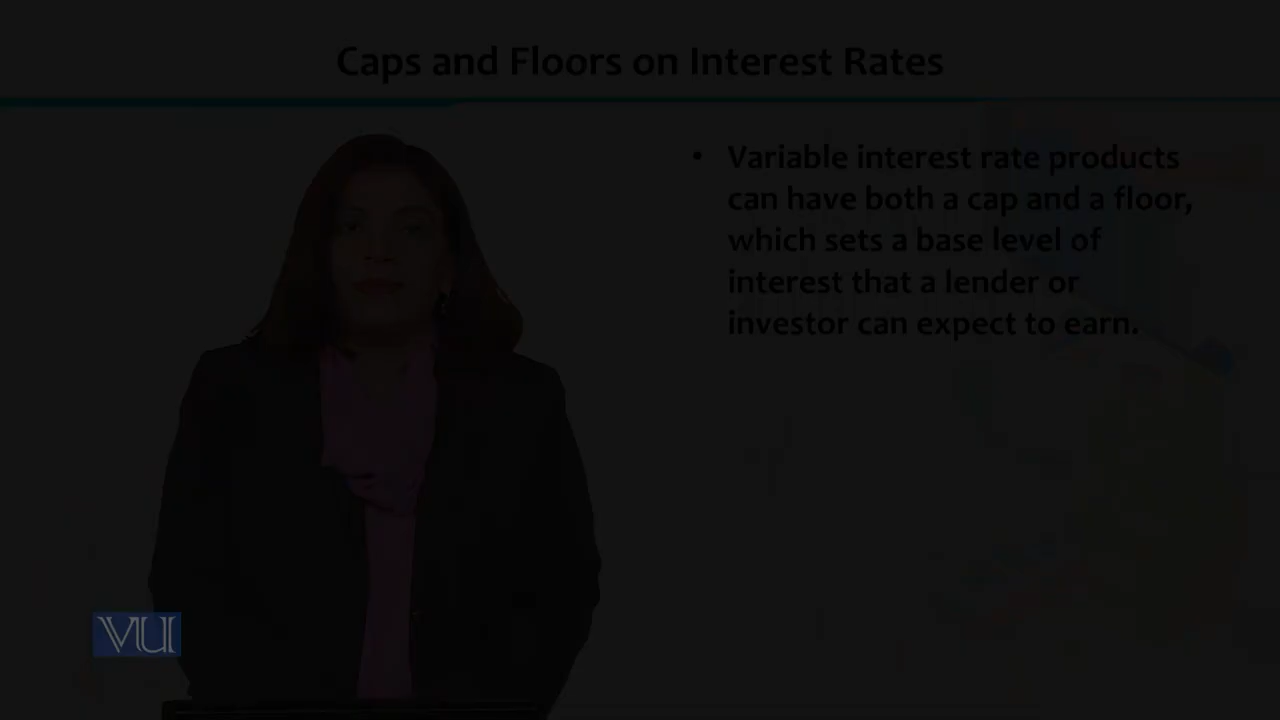 Caps and Floors on Interest Rates
• Variable interest rate products
can have both a cap and a floor,
which sets a base level of
interest that a lender or
investor can expect to earn.
VU